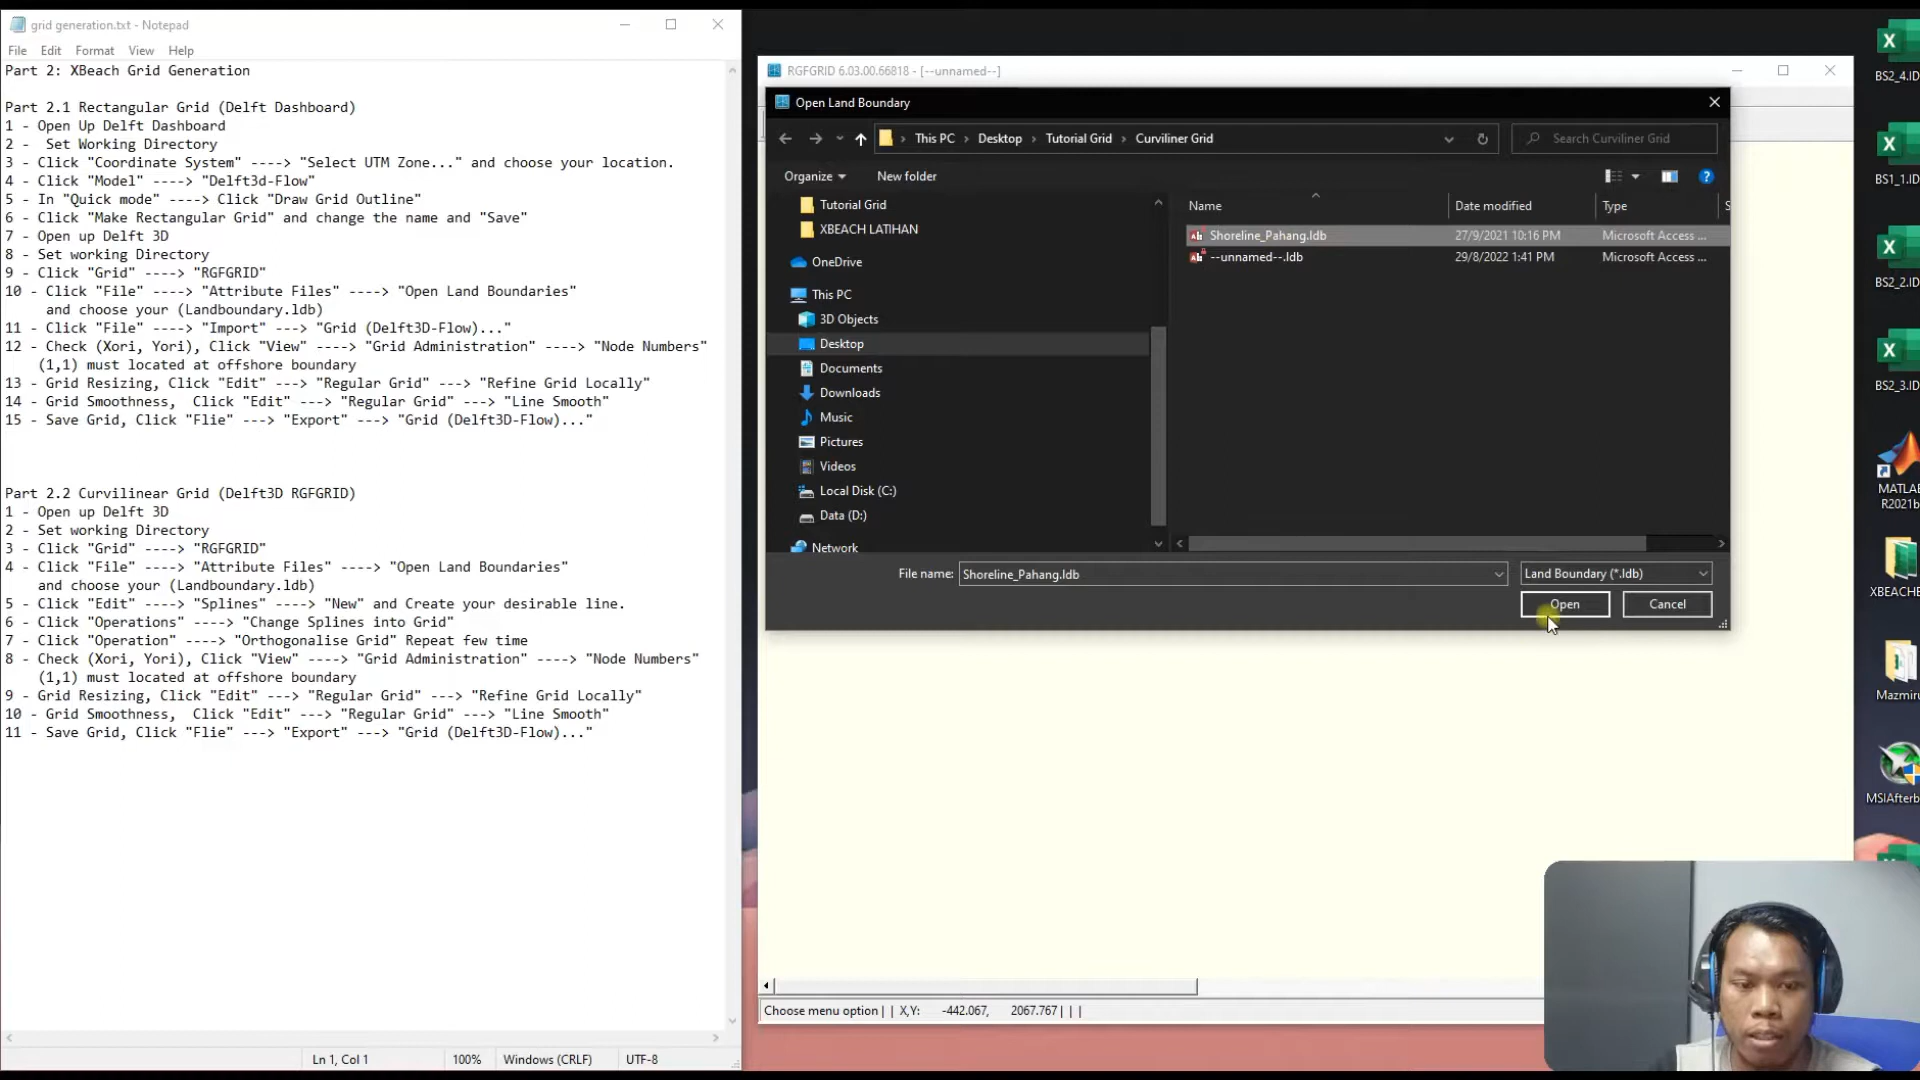 grid generation.txt - Notepad
File Edit Format View Help
Part 2: XBeach Grid Generation
Part 2.1 Rectangular Grid (Delft Dashboard)
1 - Open Up Delft Dashboard
2 -  Set Working Directory
3 - Click "Coordinate System" ----> "Select UTM Zone..." and choose your location.
4 - Click "Model" ----> "Delft3d-Flow"
5 - In "Quick mode" ----> Click "Draw Grid Outline"
6 - Click "Make Rectangular Grid" and change the name and "Save"
7 - Open up Delft 3D
8 - Set working Directory
9 - Click "Grid" ----> "RGFGRID"
10 - Click "File" ----> "Attribute Files" ----> "Open Land Boundaries"
and choose your (Landboundary.ldb)
11 - Click "File" ----> "Import" ---> "Grid (Delft3D-Flow)..."
12 - Check (Xori, Yori), Click "View" ----> "Grid Administration" ----> "Node Numbers"
(1,1) must located at offshore boundary
13 - Grid Resizing, Click "Edit" ---> "Regular Grid" ---> "Refine Grid Locally"
14 - Grid Smoothness,  Click "Edit" ---> "Regular Grid" ---> "Line Smooth"
15 - Save Grid, Click "Flie" ---> "Export" ---> "Grid (Delft3D-Flow)..."
Part 2.2 Curvilinear Grid (Delft3D RGFGRID)
1 - Open up Delft 3D
2 - Set working Directory
3 - Click "Grid" ----> "RGFGRID"
4 - Click "File" ----> "Attribute Files" ----> "Open Land Boundaries"
and choose your (Landboundary.ldb)
5 - Click "Edit" ----> "Splines" ----> "New" and Create your desirable line.
6 - Click "Operations" ----> "Change Splines into Grid"
7 - Click "Operation" ----> "Orthogonalise Grid" Repeat few time
8 - Check (Xori, Yori), Click "View" ----> "Grid Administration" ----> "Node Numbers"
(1,1) must located at offshore boundary
9 - Grid Resizing, Click "Edit" ---> "Regular Grid" ---> "Refine Grid Locally"
10 - Grid Smoothness,  Click "Edit" ---> "Regular Grid" ---> "Line Smooth"
11 - Save Grid, Click "Flie" ---> "Export" ---> "Grid (Delft3D-Flow)..."
Ln 1, Col 1 100% Windows (CRLF) UTF-8
RGFGRID 6.03.00.66818 - [--unnamed--]
Open Land Boundary
This PC › Desktop › Tutorial Grid › Curviliner Grid
Search Curviliner Grid
Organize New folder
Tutorial Grid
XBEACH LATIHAN
OneDrive
This PC
3D Objects
Desktop
Documents
Downloads
Music
Pictures
Videos
Local Disk (C:)
Data (D:)
Network
Name Date modified Type S
Shoreline_Pahang.ldb 27/9/2021 10:16 PM Microsoft Access ...
--unnamed--.ldb 29/8/2022 1:41 PM Microsoft Access ...
File name: Shoreline_Pahang.ldb Land Boundary (*.ldb)
Open Cancel
Choose menu option | | X,Y: -442.067, 2067.767 | | |
BS2_4.ID
BS1_1.ID
BS2_2.ID
BS2_3.ID
MATLAB
R2021b
XBEACHE
Mazmiru
MSIAfterb